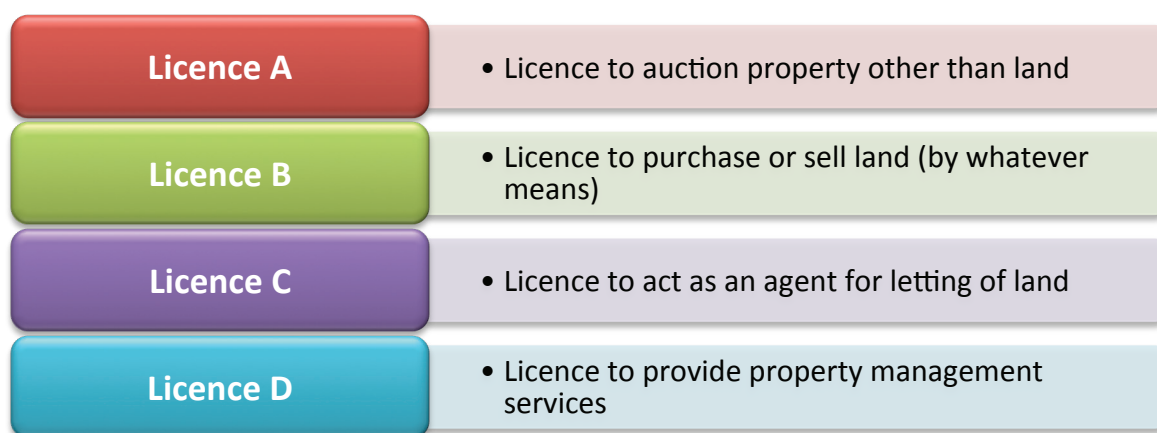 Licence A
• Licence to auction property other than land
Licence B
• Licence to purchase or sell land (by whatever
means)
Licence C
• Licence to act as an agent for letting of land
Licence D
• Licence to provide property management
services